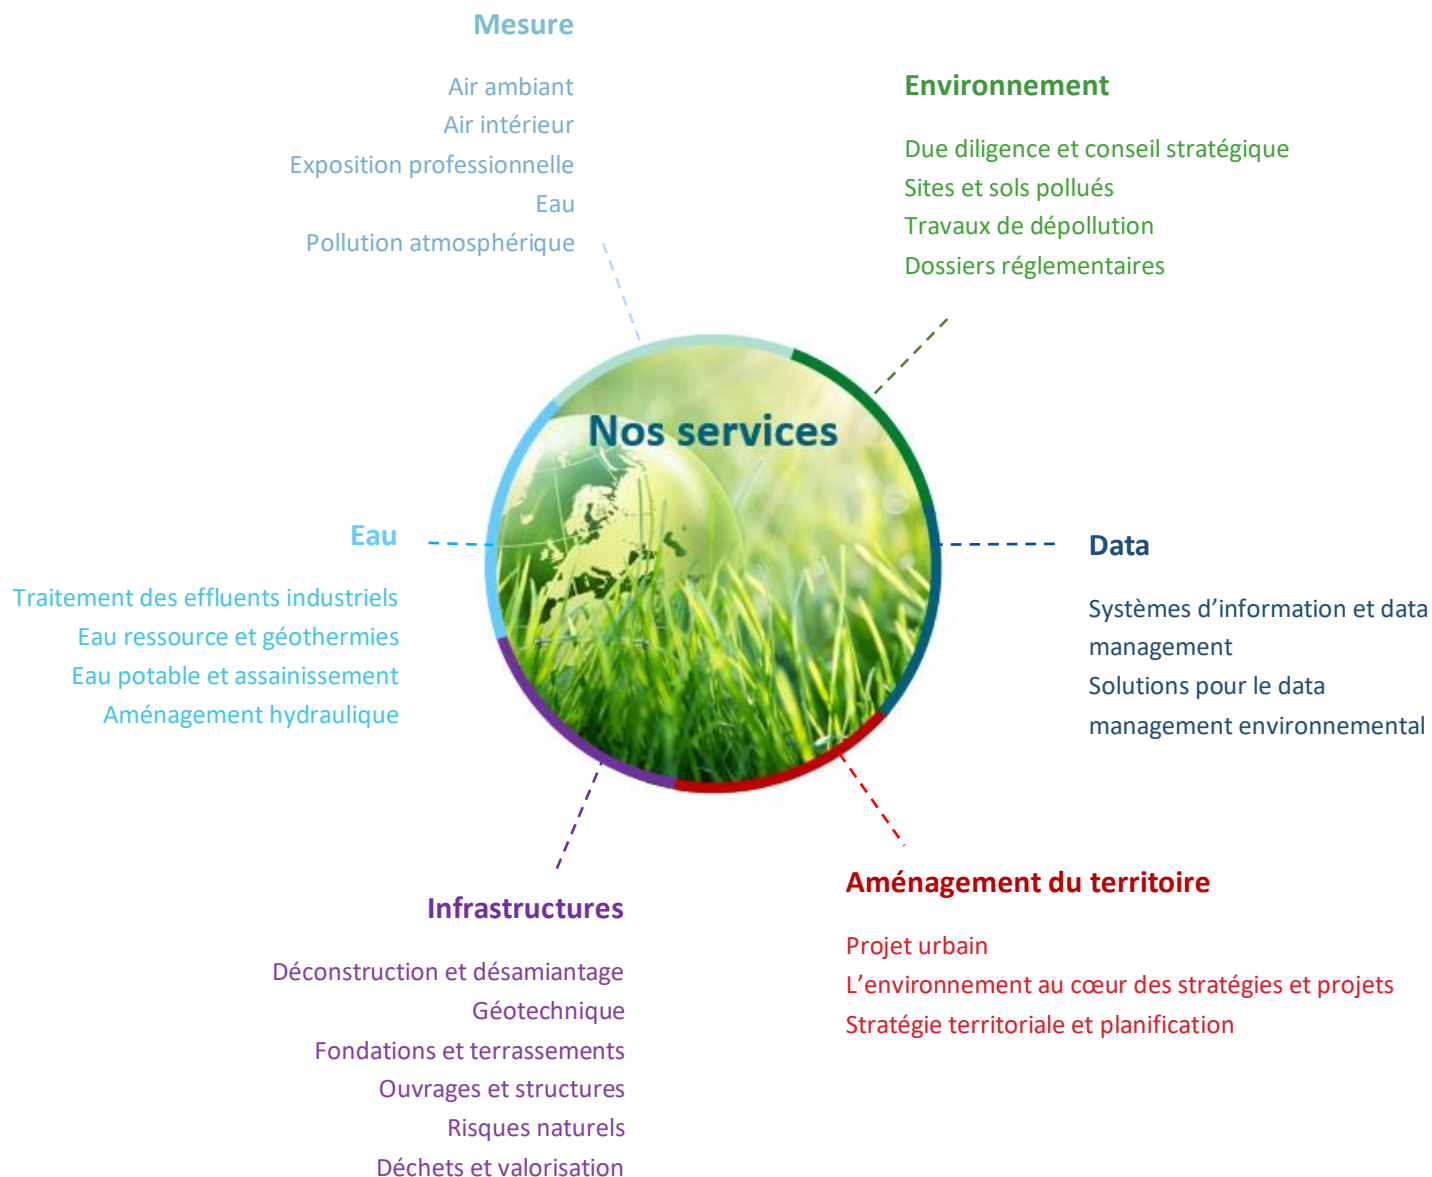 Mesure
Air ambiant
Air intérieur
Exposition professionnelle
Eau
Pollution atmosphérique
Environnement
Due diligence et conseil stratégique
Sites et sols pollués
Travaux de dépollution
Dossiers réglementaires
Nos services
Eau
Traitement des effluents industriels
Eau ressource et géothermies
Eau potable et assainissement
Aménagement hydraulique
Data
Systèmes d’information et data
management
Solutions pour le data
management environnemental
Infrastructures
Déconstruction et désamiantage
Géotechnique
Fondations et terrassements
Ouvrages et structures
Risques naturels
Déchets et valorisation
Aménagement du territoire
Projet urbain
L’environnement au cœur des stratégies et projets
Stratégie territoriale et planification